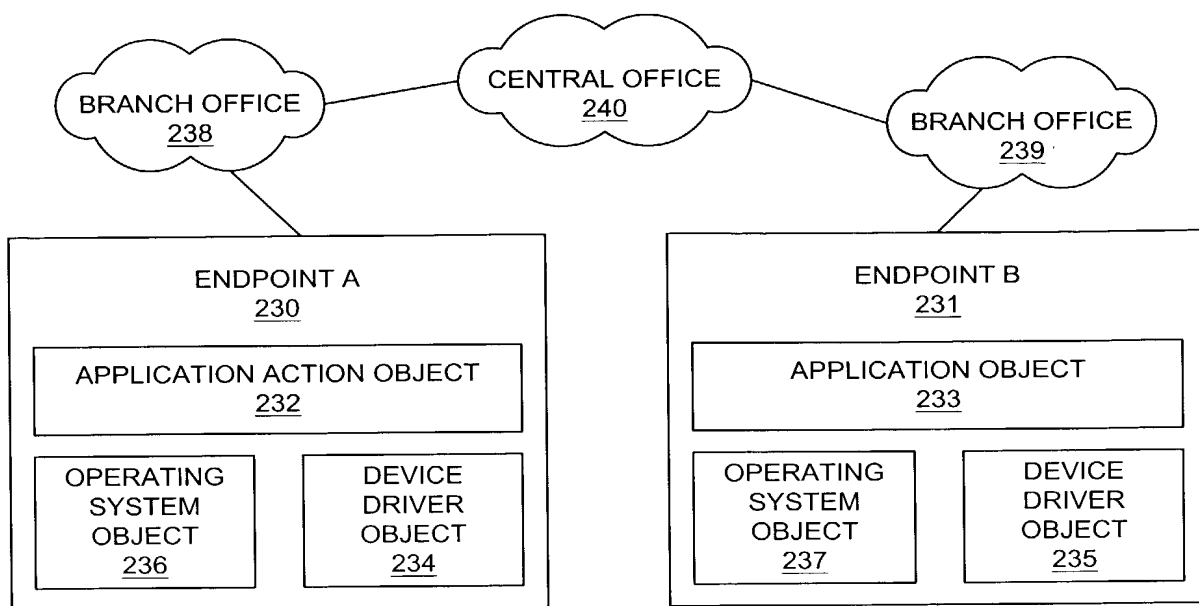 BRANCH OFFICE
238
CENTRAL OFFICE
240
BRANCH OFFICE
239
ENDPOINT A
230
APPLICATION ACTION OBJECT
232
OPERATING
SYSTEM
OBJECT
236
DEVICE
DRIVER
OBJECT
234
ENDPOINT B
231
APPLICATION OBJECT
233
OPERATING
SYSTEM
OBJECT
237
DEVICE
DRIVER
OBJECT
235